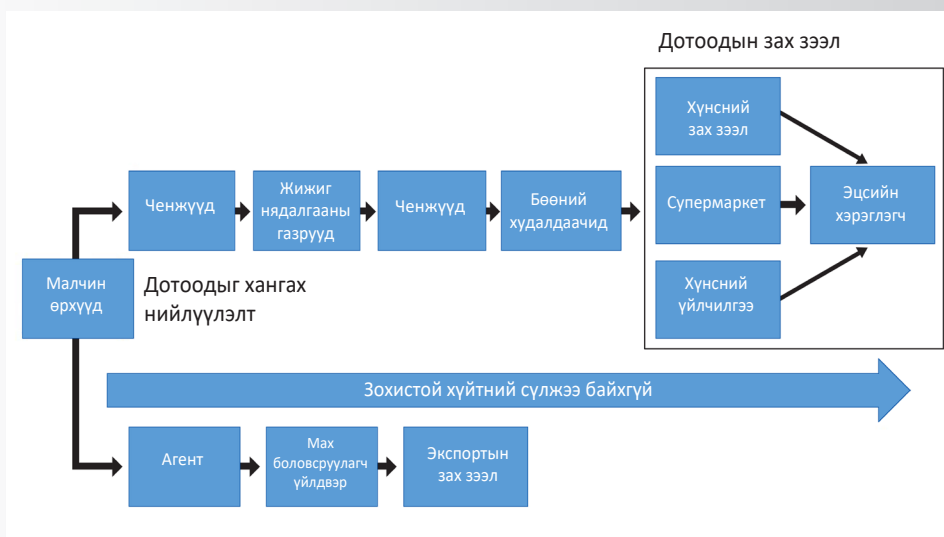 Дотоодын зах зээл
Хүнсний
зах зээл
Ченжүүд
Жижиг
нядалгааны
газрууд
Ченжүүд
Бөөний
худалдаачид
Супермаркет
Эцсийн
хэрэглэгч
Малчин
өрхүүд
Дотоодыг хангах
нийлүүлэлт
Хүнсний
үйлчилгээ
Зохистой хүйтний сүлжээ байхгүй
Агент
Мах
боловсруулагч
үйлдвэр
Экспортын
зах зээл